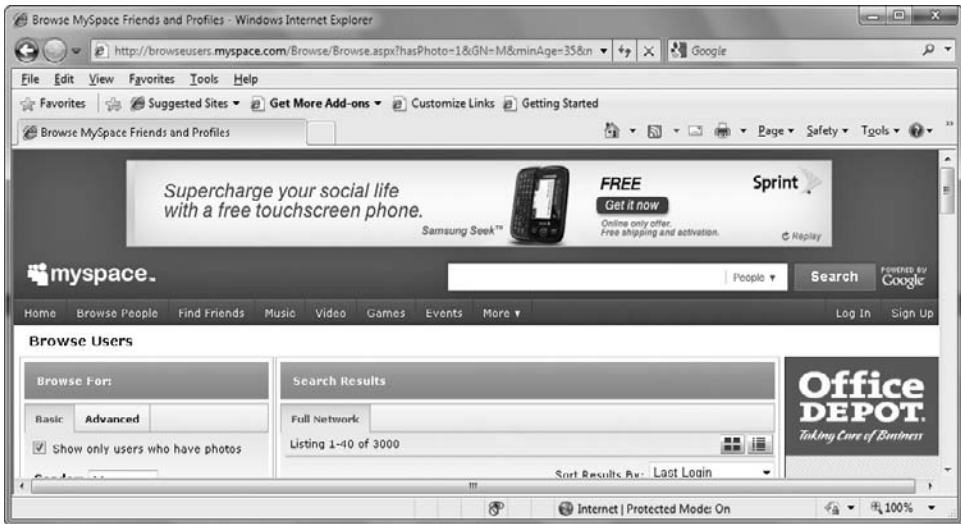 Browse MySpace Friends and Profiles - Windows Internet Explorer
http://browseusers.myspace.com/Browse/Browse.aspx?hasPhoto=1&GN=M&minAge=35&m
Google
File Edit View Favorites Tools Help
Favorites Suggested Sites Get More Add-ons Customize Links Getting Started
Browse MySpace Friends and Profiles Page Safety Tools
Supercharge your social life
with a free touchscreen phone.
Samsung Seek™
FREE
Get it now
Online only offer.
Free shipping and activation.
Sprint
Replay
myspace. People Search POWERED BY Google
Home Browse People Find Friends Music Video Games Events More Log In Sign Up
Browse Users
Browse For:
Basic Advanced
Show only users who have photos
Search Results
Full Network
Listing 1-40 of 3000
Sort Results By: Last Login
Office
DEPOT.
Taking Care of Business
Internet | Protected Mode: On 100%